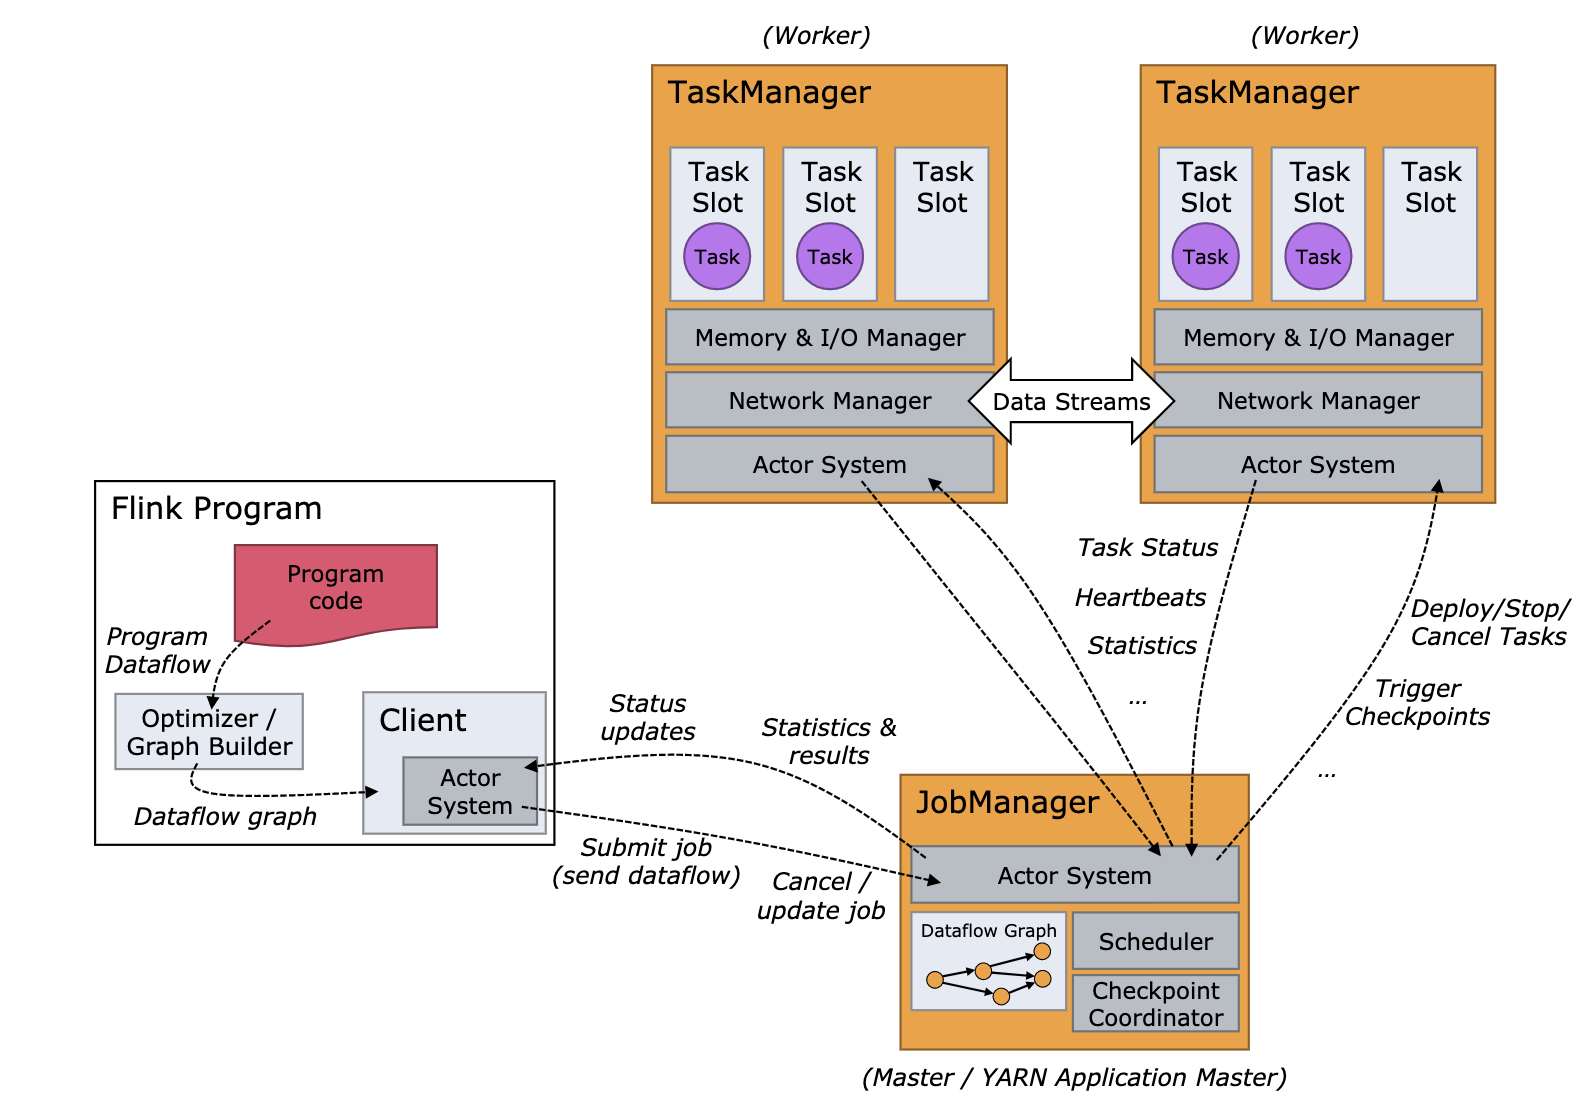 (Worker)
(Worker)
TaskManager
Task
Slot
Task
Task
Slot
Task
Task
Slot
Memory & I/O Manager
Network Manager
Actor System
TaskManager
Task
Slot
Task
Task
Slot
Task
Task
Slot
Memory & I/O Manager
Network Manager
Actor System
Data Streams
Flink Program
Program
code
Program
Dataflow
Optimizer /
Graph Builder
Dataflow graph
Client
Actor
System
Status
updates
Statistics &
results
Submit job
(send dataflow)
Cancel /
update job
Task Status
Heartbeats
Statistics
...
Deploy/Stop/
Cancel Tasks
Trigger
Checkpoints
...
JobManager
Actor System
Dataflow Graph
Scheduler
Checkpoint
Coordinator
(Master / YARN Application Master)